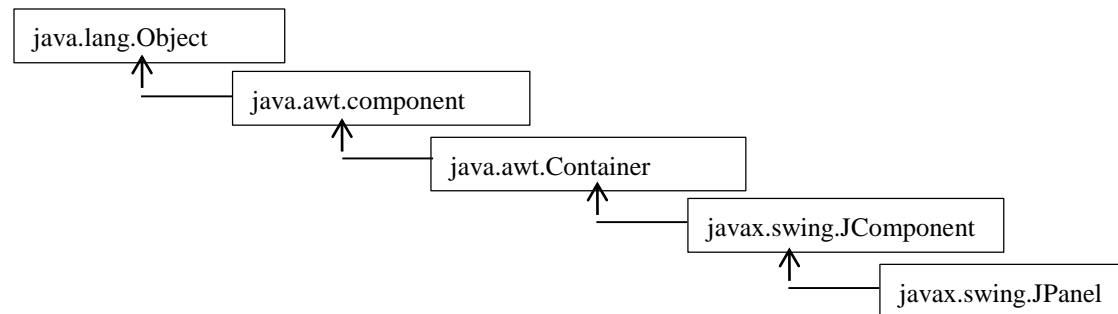 java.lang.Object
java.awt.component
java.awt.Container
javax.swing.JComponent
javax.swing.JPanel